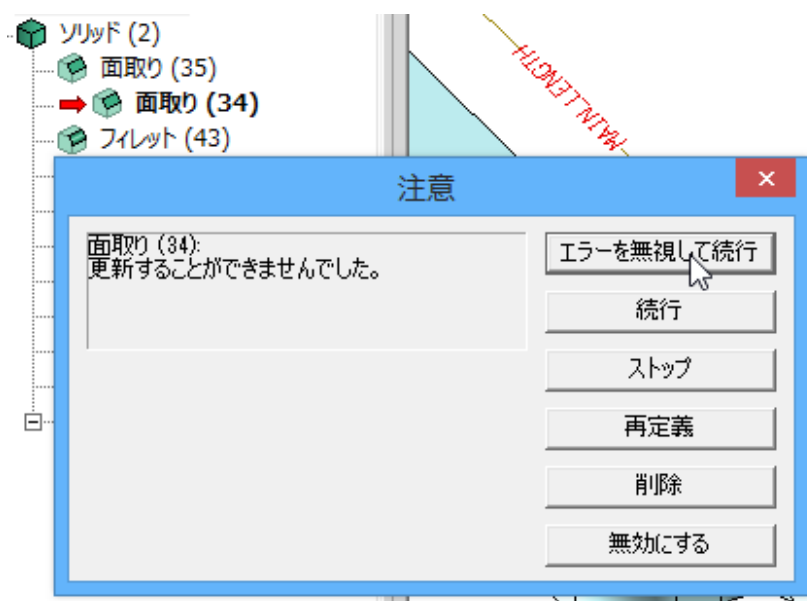 ソリッド (2)
面取り (35)
面取り (34)
フィレット (43)
MAIN_LENGTH
注意
面取り (34):
更新することができませんでした。
エラーを無視して続行
続行
ストップ
再定義
削除
無効にする